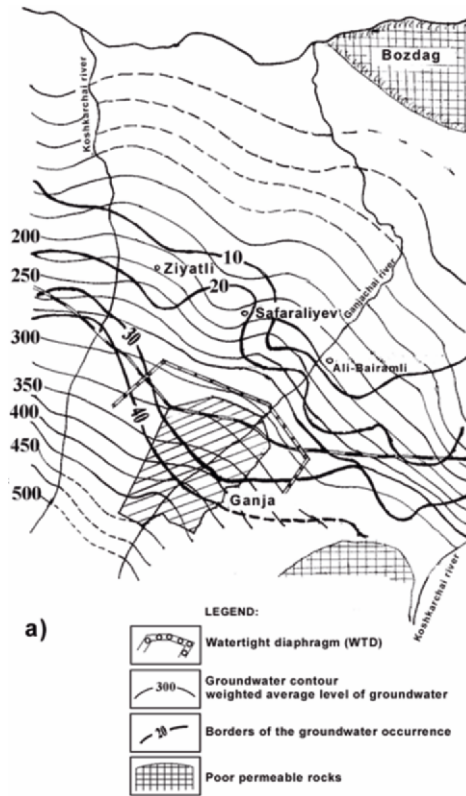 Bozdag
Koshkarchai river
200
10
Ziyatli
250
20
Safaraliyev
Ganjachai river
300
30
Ali-Bairamli
350
400
40
450
500
Ganja
Koshkarchai river
a)
LEGEND:
Watertight diaphragm (WTD)
300
Groundwater contour
weighted average level of groundwater
20
Borders of the groundwater occurrence
Poor permeable rocks